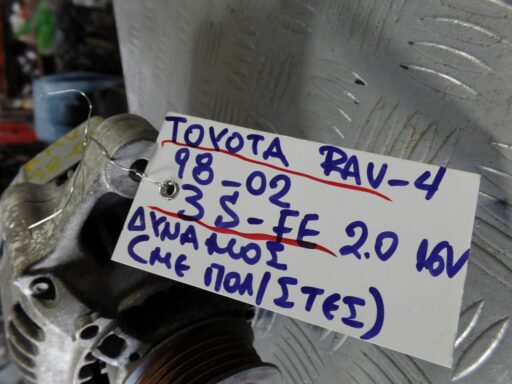 TOYOTA RAV-4
98-02
3S-FE 2.0 16V
ΔΥΝΑΜΟΣ
(ΜΕ ΠΟΛ/ΣΤΕΣ)